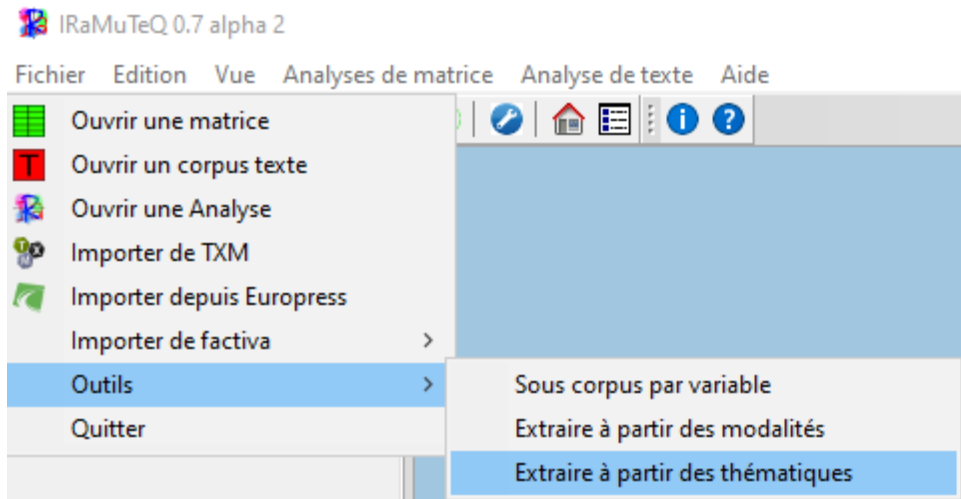 IRaMuTeQ 0.7 alpha 2
Fichier Edition Vue Analyses de matrice Analyse de texte Aide
Ouvrir une matrice
T Ouvrir un corpus texte
Ouvrir une Analyse
Importer de TXM
Importer depuis Europress
Importer de factiva >
Outils >
Quitter
Sous corpus par variable
Extraire à partir des modalités
Extraire à partir des thématiques